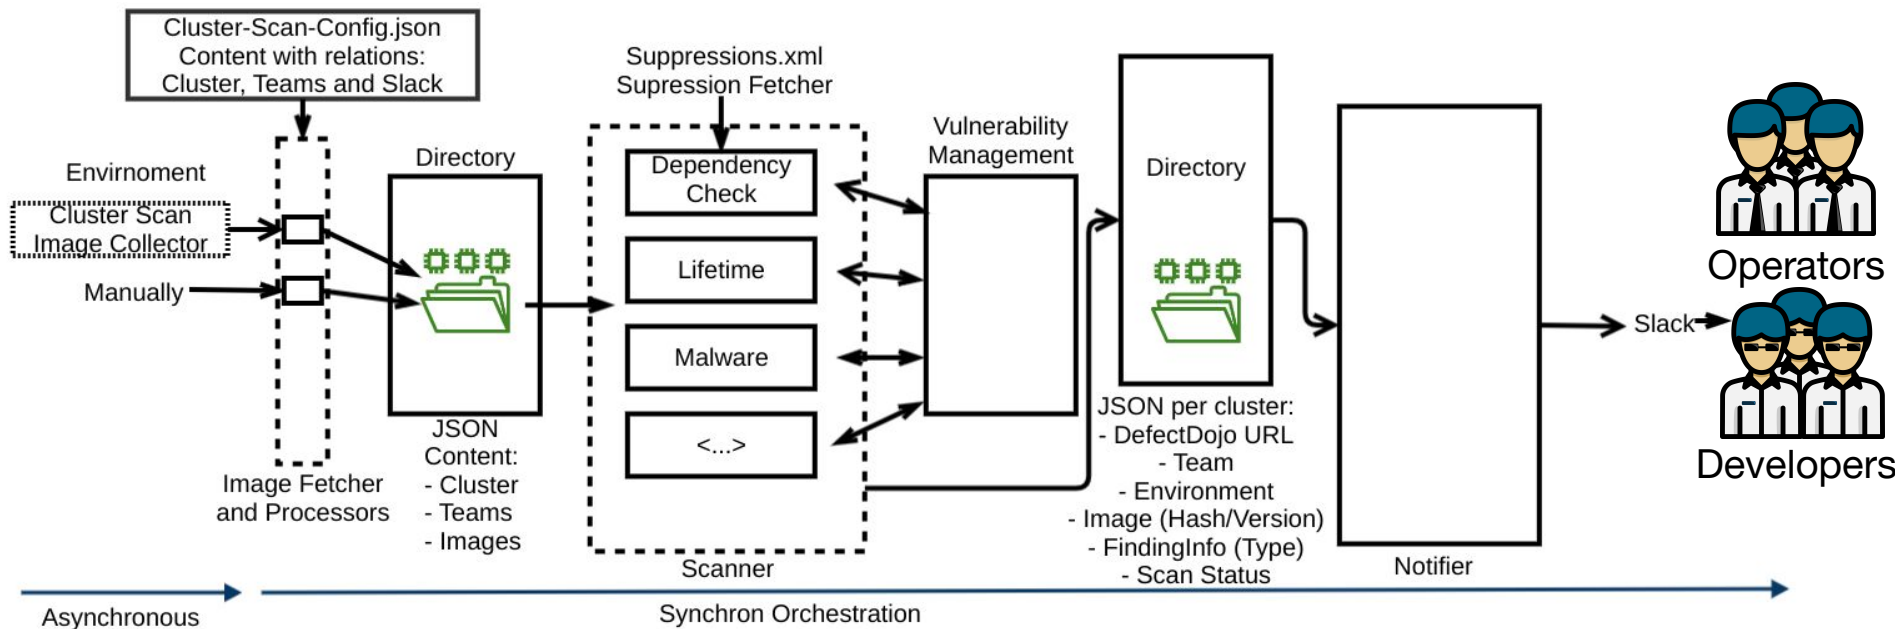 Cluster-Scan-Config.json
Content with relations:
Cluster, Teams and Slack
Envirnoment
Cluster Scan
Image Collector
Manually
Image Fetcher
and Processors
Directory
JSON
Content:
- Cluster
- Teams
- Images
Suppressions.xml
Supression Fetcher
Dependency
Check
Lifetime
Malware
<...>
Scanner
Vulnerability
Management
Directory
JSON per cluster:
- DefectDojo URL
- Team
- Environment
- Image (Hash/Version)
- FindingInfo (Type)
- Scan Status
Notifier
Slack
Operators
Developers
Asynchronous
Synchron Orchestration